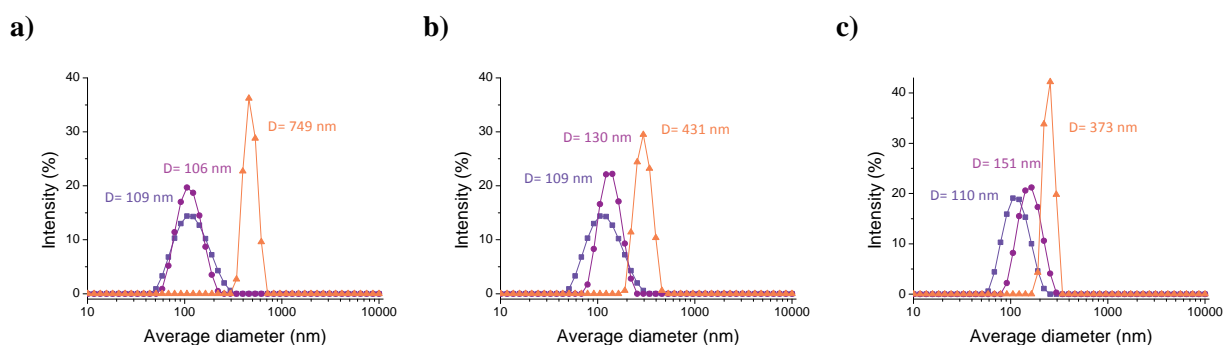 a)
40
30
20
10
0
Intensity (%)
D= 749 nm
D= 106 nm
D= 109 nm
10
100
1000
10000
Average diameter (nm)
b)
40
30
20
10
0
Intensity (%)
D= 130 nm
D= 431 nm
D= 109 nm
10
100
1000
10000
Average diameter (nm)
c)
40
30
20
10
0
Intensity (%)
D= 373 nm
D= 151 nm
D= 110 nm
10
100
1000
10000
Average diameter (nm)